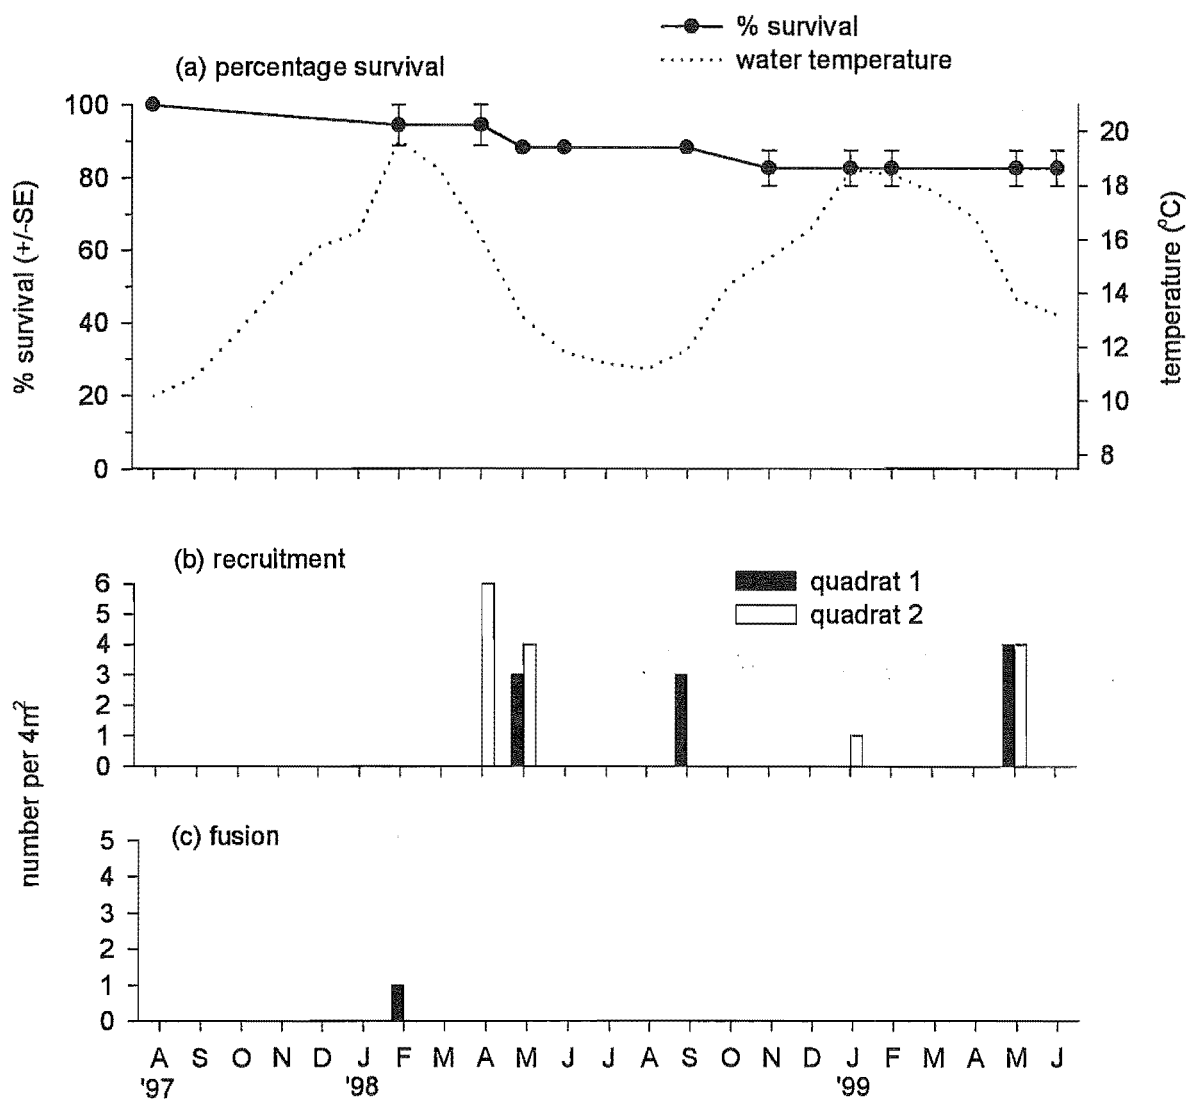 % survival
water temperature
(a) percentage survival
100
80
60
40
20
0
% survival (+/-SE)
20
18
16
14
12
10
8
temperature (°C)
(b) recruitment
quadrat 1
quadrat 2
6
5
4
3
2
1
0
number per 4m²
(c) fusion
5
4
3
2
1
0
A S O N D J F M A M J J A S O N D J F M A M J
'97 '98 '99